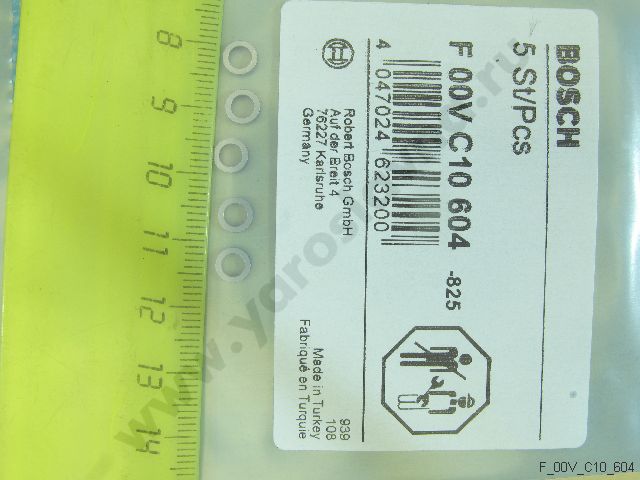 BOSCH
5 St/Pcs
F 00V C10 604
-825
4 047024 623200
Robert Bosch GmbH
Auf der Breit 4
76227 Karlsruhe
Germany
939
108
Made in Turkey
Fabriqué en Turquie
8 9 10 11 12 13 14
F_00V_C10_604